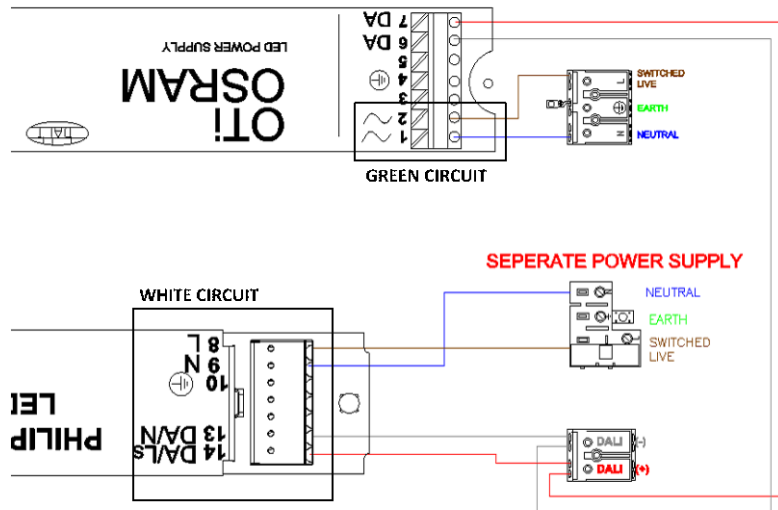 7 DA
6 DA
5
4
3
2
1
LED POWER SUPPLY
OTi
OSRAM
DALI
GREEN CIRCUIT
L
N
SWITCHED
LIVE
EARTH
NEUTRAL
SEPERATE POWER SUPPLY
NEUTRAL
EARTH
SWITCHED
LIVE
WHITE CIRCUIT
8 L
9 N
10
13 DA/N
14 DA/Ls
PHILIP
LED
DALI (-)
DALI (+)